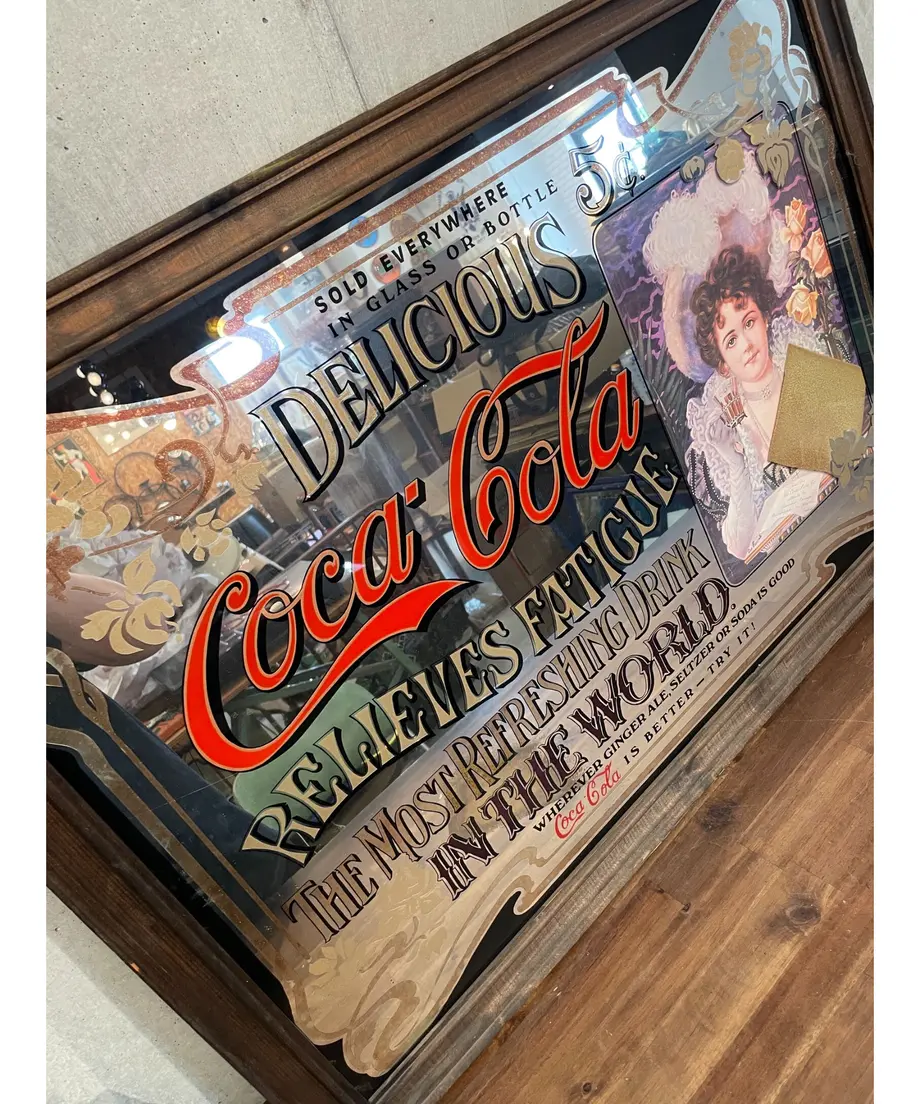 5¢.
SOLD EVERYWHERE
IN GLASS OR BOTTLE
DELICIOUS
Coca-Cola
RELIEVES FATIGUE
THE MOST REFRESHING DRINK
IN THE WORLD.
WHEREVER GINGER ALE, SELTZER OR SODA IS GOOD
Coca Cola IS BETTER – TRY IT!